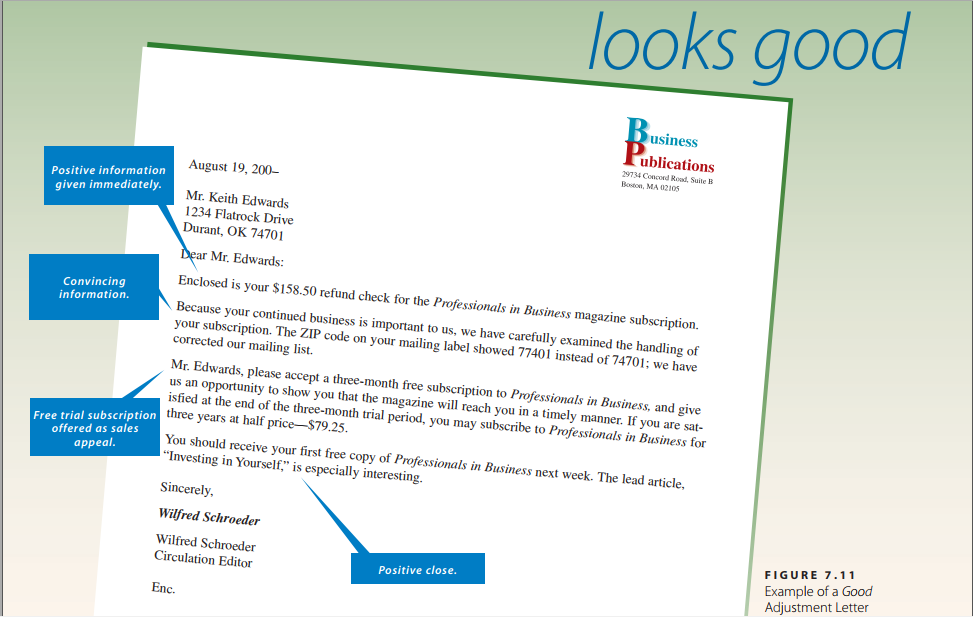 looks good
Business
Publications
29734 Concord Road, Suite B
Boston, MA 02105
Positive information
given immediately.
August 19, 200–
Mr. Keith Edwards
1234 Flatrock Drive
Durant, OK 74701
Dear Mr. Edwards:
Convincing
information.
Enclosed is your $158.50 refund check for the Professionals in Business magazine subscription.
Because your continued business is important to us, we have carefully examined the handling of
your subscription. The ZIP code on your mailing label showed 77401 instead of 74701; we have
corrected our mailing list.
Free trial subscription
offered as sales
appeal.
Mr. Edwards, please accept a three-month free subscription to Professionals in Business, and give
us an opportunity to show you that the magazine will reach you in a timely manner. If you are sat-
isfied at the end of the three-month trial period, you may subscribe to Professionals in Business for
three years at half price—$79.25.
You should receive your first free copy of Professionals in Business next week. The lead article,
“Investing in Yourself,” is especially interesting.
Sincerely,
Wilfred Schroeder
Wilfred Schroeder
Circulation Editor
Positive close.
Enc.
FIGURE 7.11
Example of a Good
Adjustment Letter